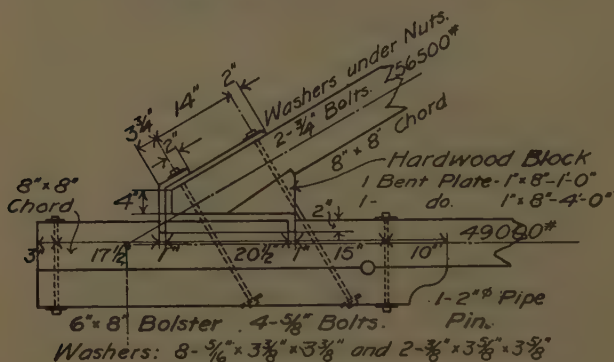 2"
14"
Washers under Nuts.
56500#
3¾"
2"
2-¾" Bolts.
8"×8" Chord
Hardwood Block
8"×8"
Chord
4"
1 Bent Plate-1"×8"-1'-0"
1- do. 1"×8"-4'-0"
2"
49000#
3"
17½"
1"
20½"
1"
15"
10"
6"×8" Bolster
4-⅝" Bolts.
1-2"ᶲ Pipe
Pin.
Washers: 8-5/16"×3⅜"×3⅜" and 2-⅜"×3⅝"×3⅝"